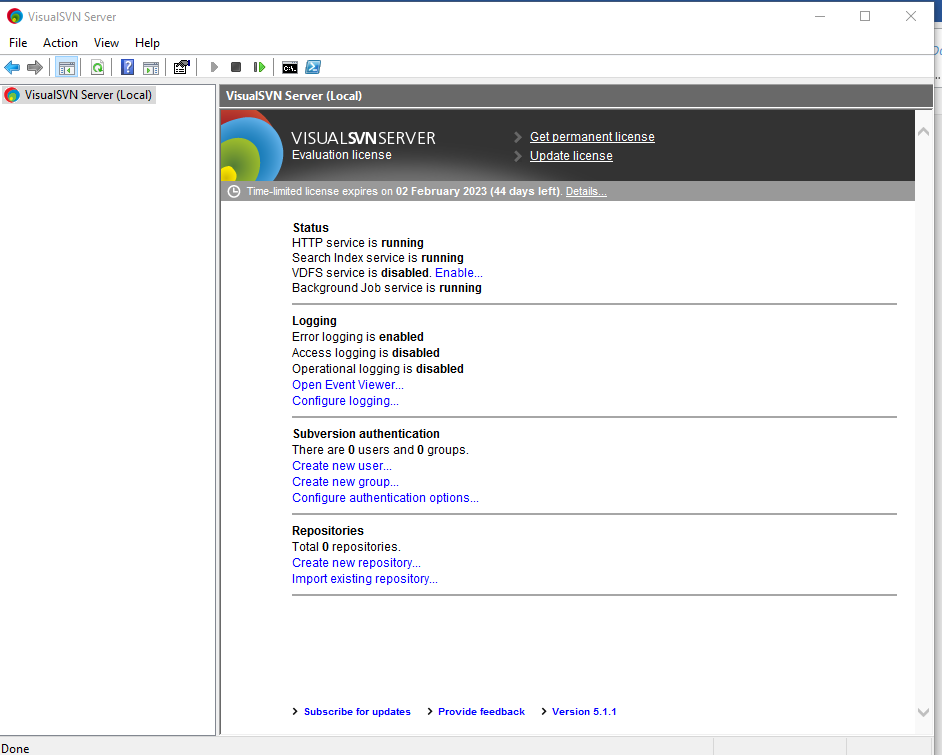 VisualSVN Server
File Action View Help
VisualSVN Server (Local)
VisualSVN Server (Local)
VISUALSVN SERVER
Evaluation license
Get permanent license
Update license
Time-limited license expires on 02 February 2023 (44 days left). Details...
Status
HTTP service is running
Search Index service is running
VDFS service is disabled. Enable...
Background Job service is running
Logging
Error logging is enabled
Access logging is disabled
Operational logging is disabled
Open Event Viewer...
Configure logging...
Subversion authentication
There are 0 users and 0 groups.
Create new user...
Create new group...
Configure authentication options...
Repositories
Total 0 repositories.
Create new repository...
Import existing repository...
Subscribe for updates Provide feedback Version 5.1.1
Done